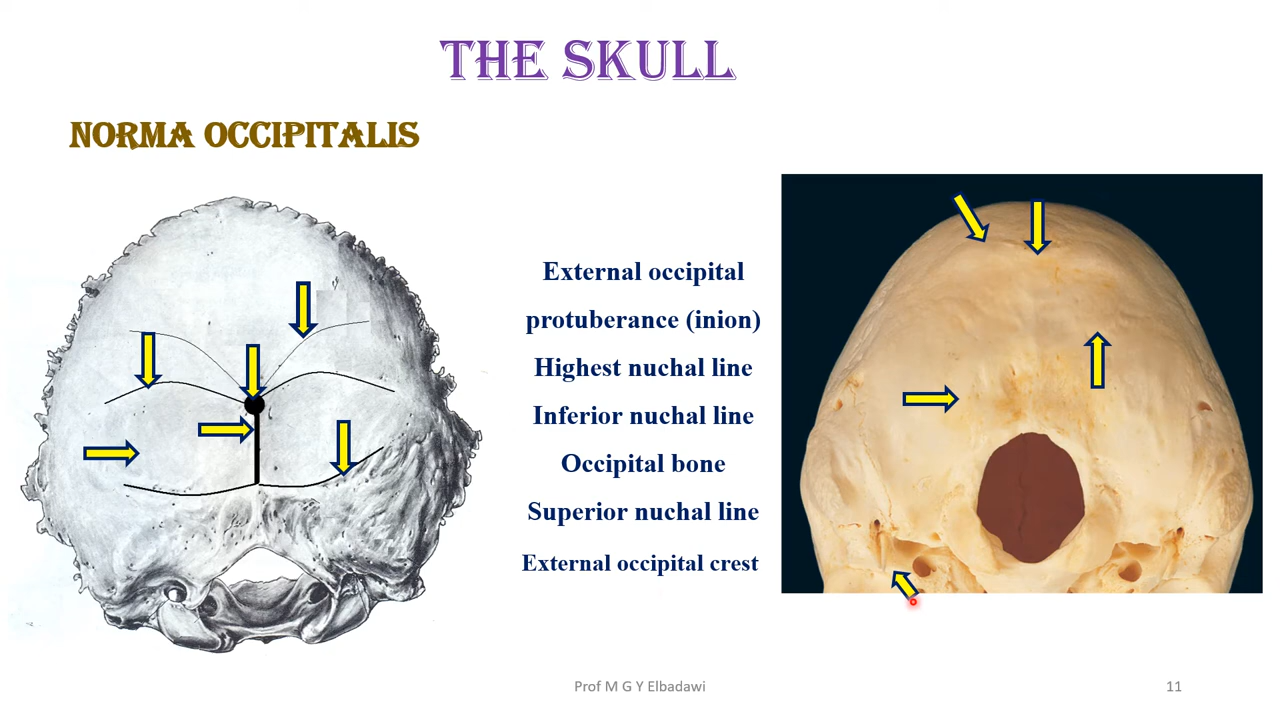 THE SKULL
NORMA OCCIPITALIS
External occipital
protuberance (inion)
Highest nuchal line
Inferior nuchal line
Occipital bone
Superior nuchal line
External occipital crest
Prof M G Y Elbadawi
11